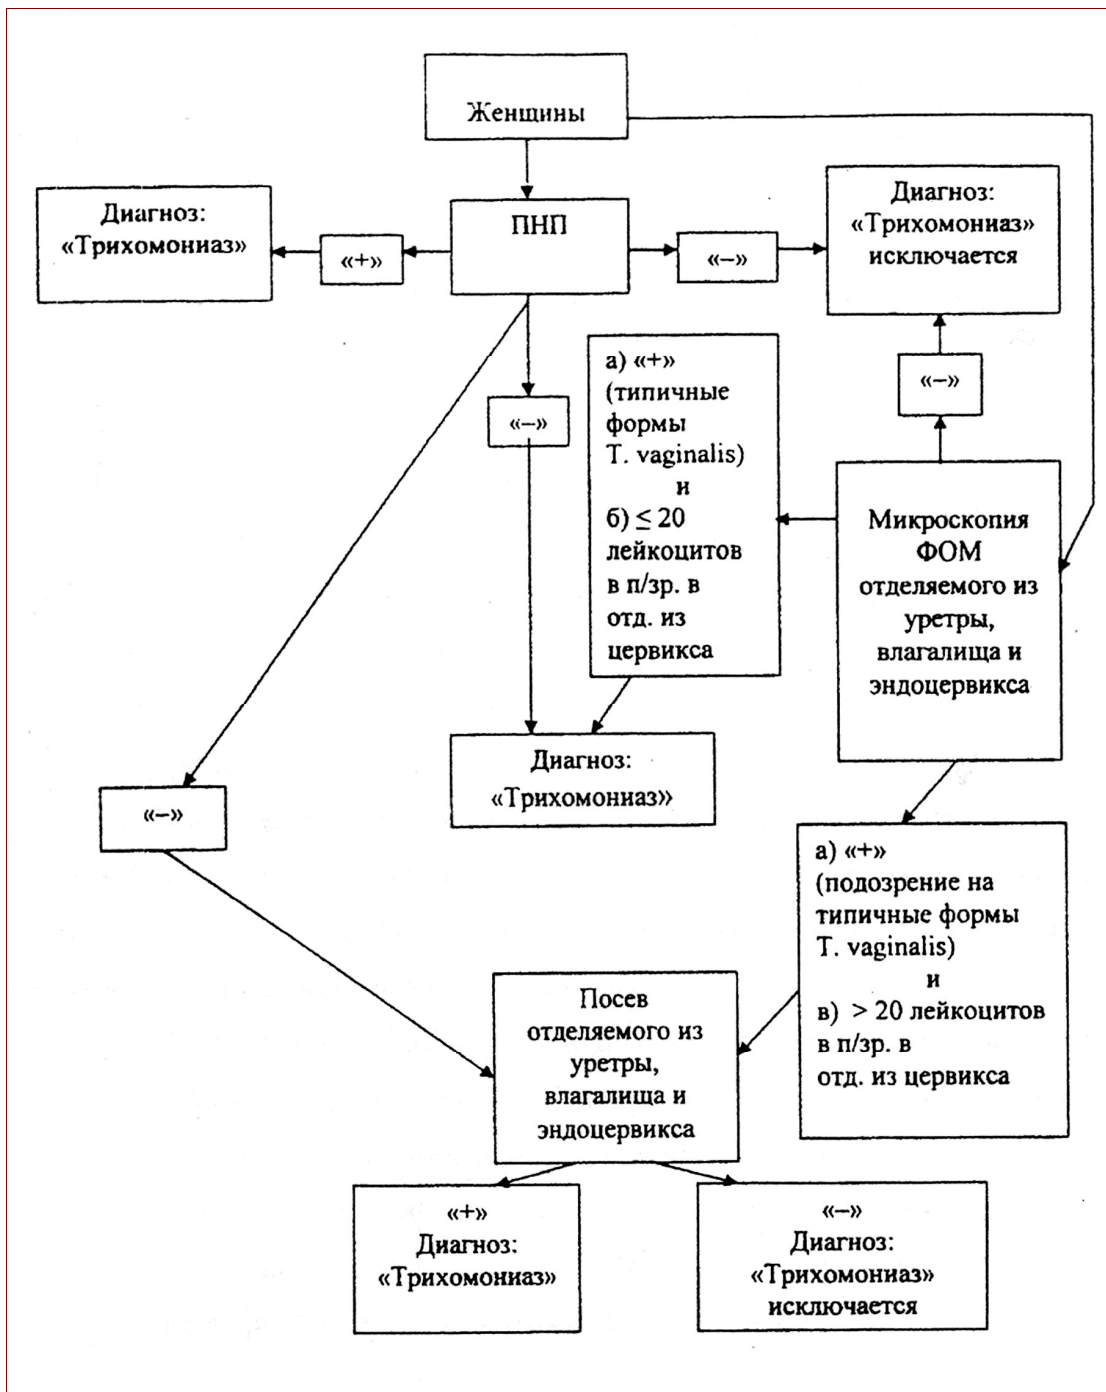 Женщины
Диагноз:
«Трихомониаз»
«+»
ПНП
«–»
Диагноз:
«Трихомониаз»
исключается
«–»
«–»
а) «+»
(типичные
формы
T. vaginalis)
и
б) ≤ 20
лейкоцитов
в п/зр. в
отд. из
цервикса
Микроскопия
ФОМ
отделяемого из
уретры,
влагалища и
эндоцервикса
Диагноз:
«Трихомониаз»
«–»
а) «+»
(подозрение на
типичные формы
T. vaginalis)
и
в) > 20 лейкоцитов
в п/зр. в
отд. из цервикса
Посев
отделяемого из
уретры,
влагалища и
эндоцервикса
«+»
Диагноз:
«Трихомониаз»
«–»
Диагноз:
«Трихомониаз»
исключается